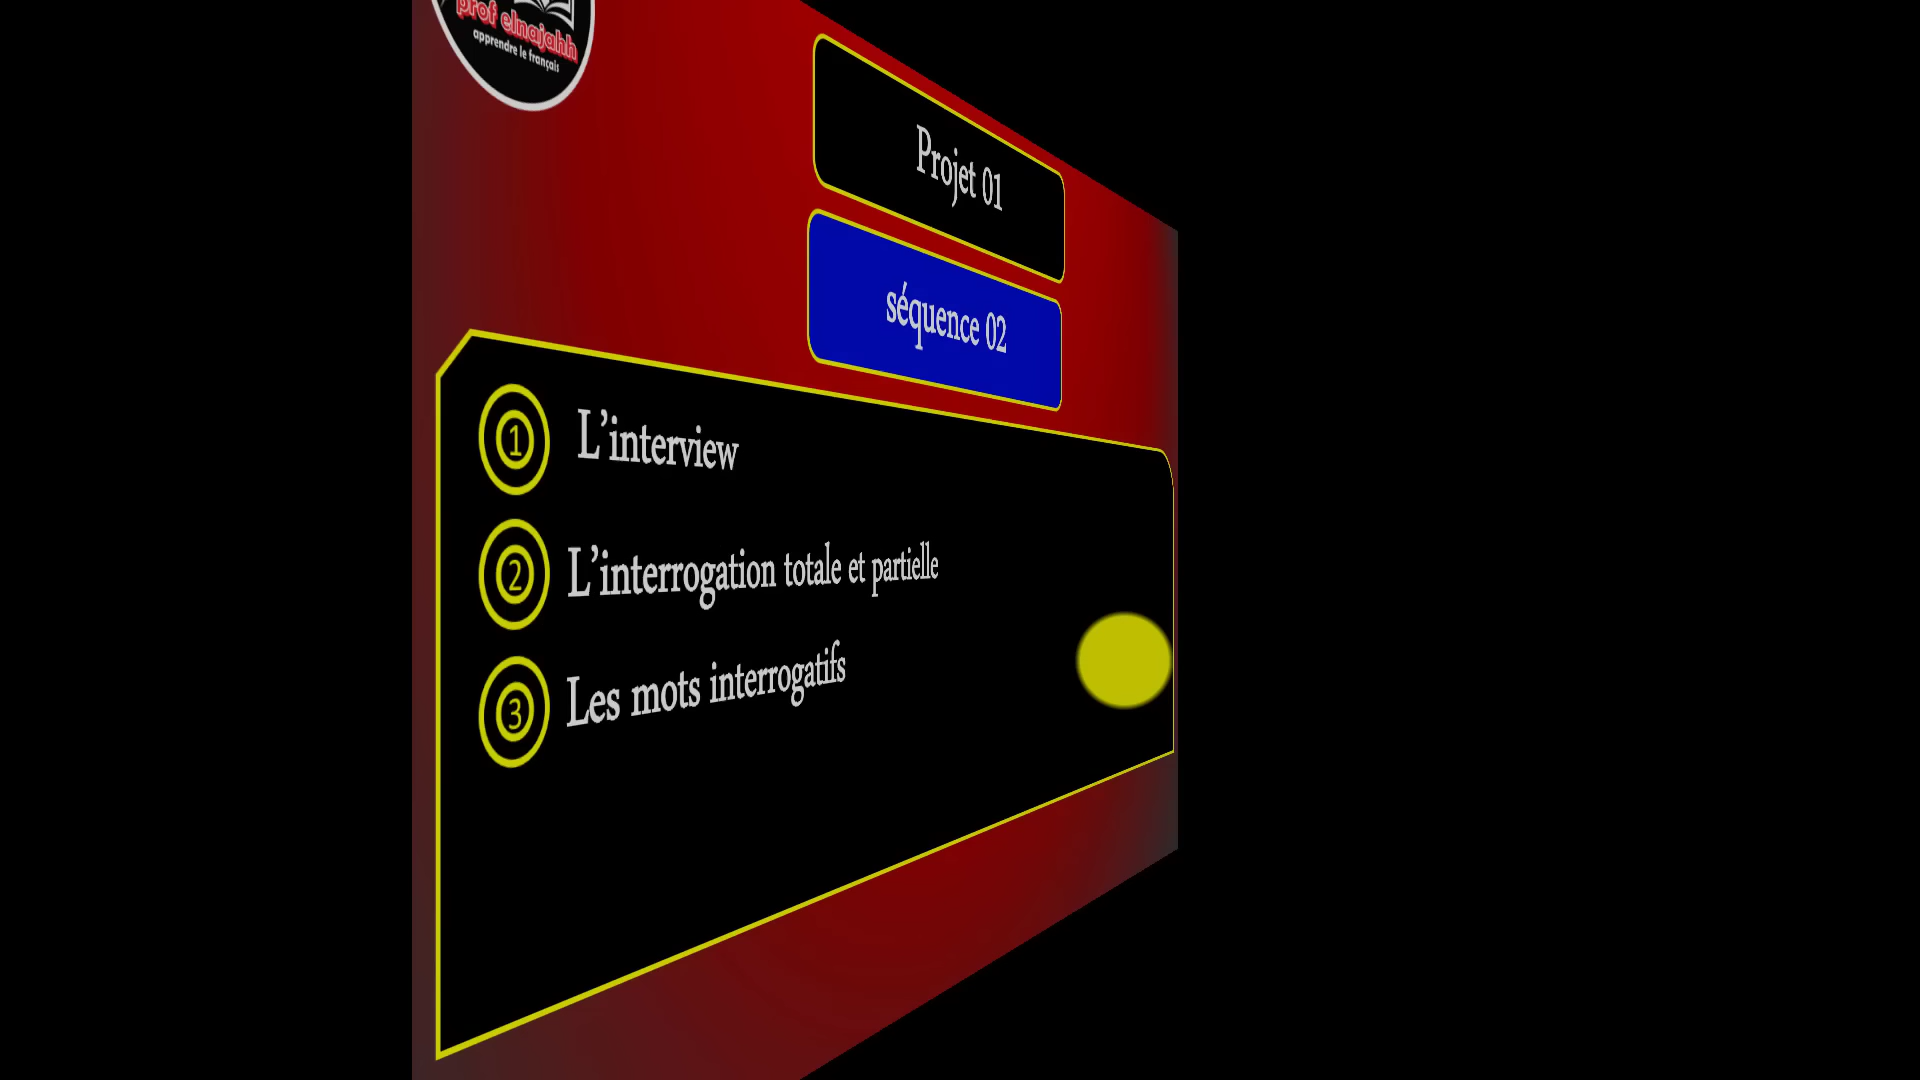 prof elnajahh
apprendre le français
Projet 01
séquence 02
1 L’interview
2 L’interrogation totale et partielle
3 Les mots interrogatifs